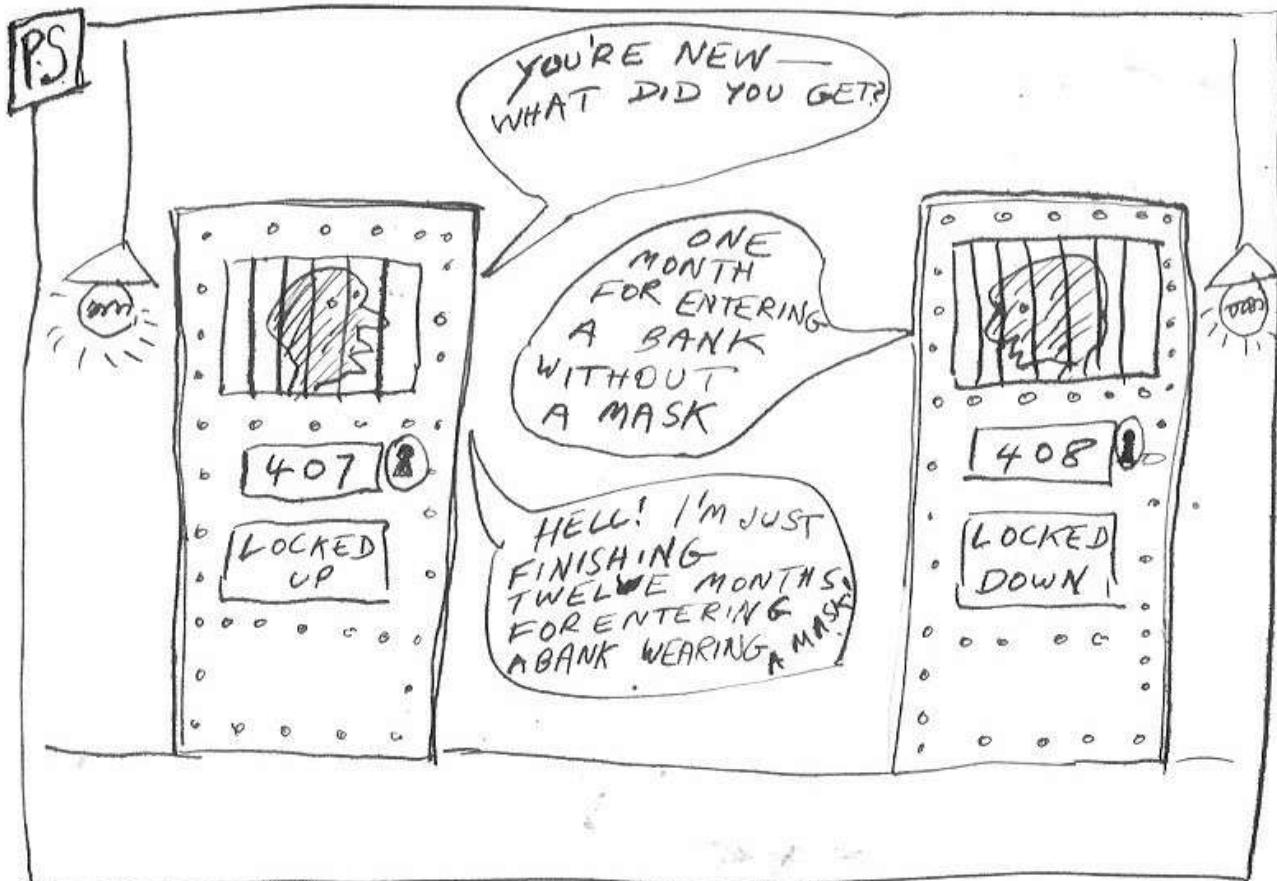 P.S
YOU'RE NEW—
WHAT DID YOU GET?
ONE
MONTH
FOR ENTERING
A BANK
WITHOUT
A MASK
407
LOCKED
UP
408
LOCKED
DOWN
HELL! I'M JUST
FINISHING
TWELVE MONTHS
FOR ENTERING
A BANK WEARING A MASK!